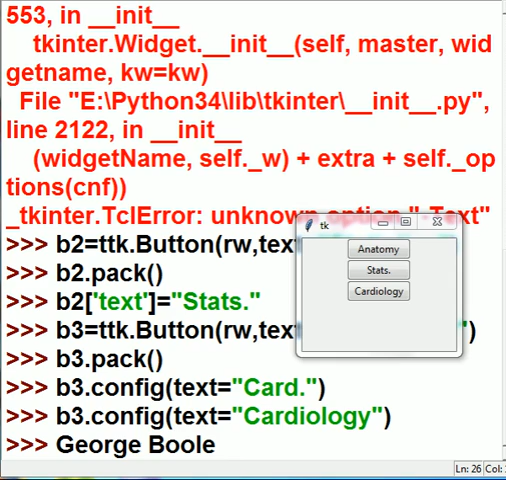 553, in __init__
tkinter.Widget.__init__(self, master, wid
getname, kw=kw)
File "E:\Python34\lib\tkinter\__init__.py",
line 2122, in __init__
(widgetName, self._w) + extra + self._op
tions(cnf))
_tkinter.TclError: unknown option "-Text"
>>> b2=ttk.Button(rw,text
>>> b2.pack()
>>> b2['text']="Stats."
>>> b3=ttk.Button(rw,text
")
>>> b3.pack()
>>> b3.config(text="Card.")
>>> b3.config(text="Cardiology")
>>> George Boole
tk
Anatomy
Stats.
Cardiology
Ln: 26 Col: